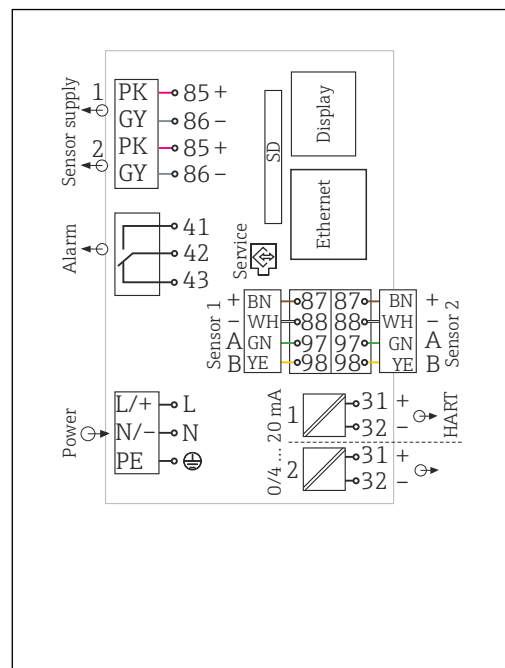 Sensor supply
1 PK 85 +
GY 86 –
2 PK 85 +
GY 86 –
Display
SD
Ethernet
Service
Alarm
41
42
43
Sensor 1
+ BN 87 87 BN +
– WH 88 88 WH –
A GN 97 97 GN A
B YE 98 98 YE B
Sensor 2
Power
L/+ L
N/– N
PE
0/4 ... 20 mA
1 31 +
32 –
HART
2 31 +
32 –